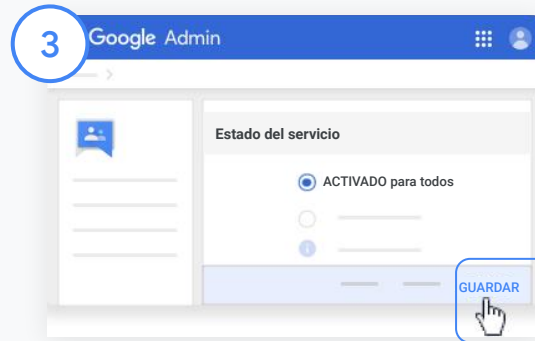 3
Google Admin
Estado del servicio
ACTIVADO para todos
GUARDAR